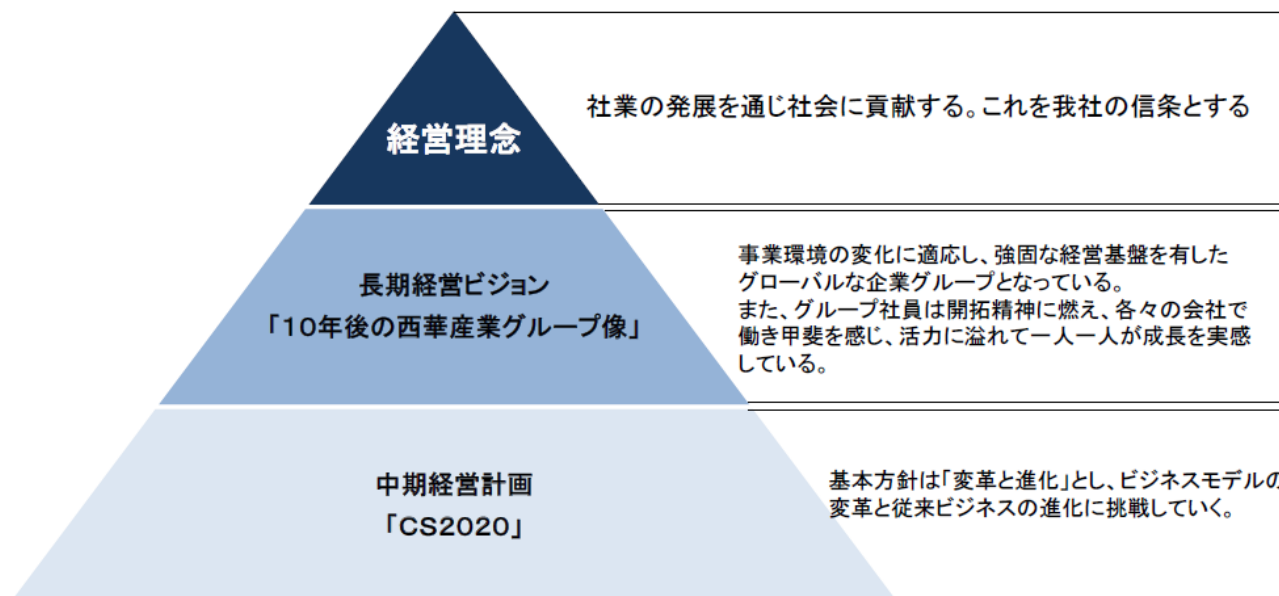 経営理念
社業の発展を通じ社会に貢献する。これを我社の信条とする
長期経営ビジョン
「10年後の西華産業グループ像」
事業環境の変化に適応し、強固な経営基盤を有した
グローバルな企業グループとなっている。
また、グループ社員は開拓精神に燃え、各々の会社で
働き甲斐を感じ、活力に溢れて一人一人が成長を実感
している。
中期経営計画
「CS2020」
基本方針は「変革と進化」とし、ビジネスモデルの
変革と従来ビジネスの進化に挑戦していく。